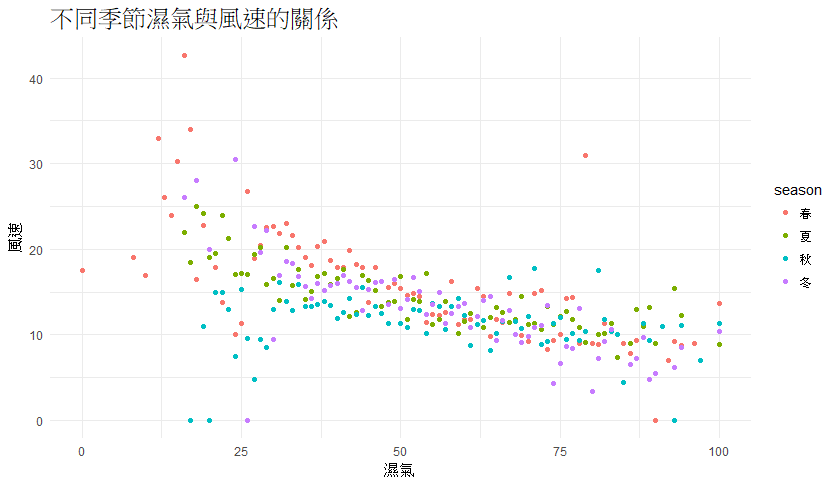 不同季節濕氣與風速的關係
風速
40
30
20
10
0
0 25 50 75 100
濕氣
season
春
夏
秋
冬